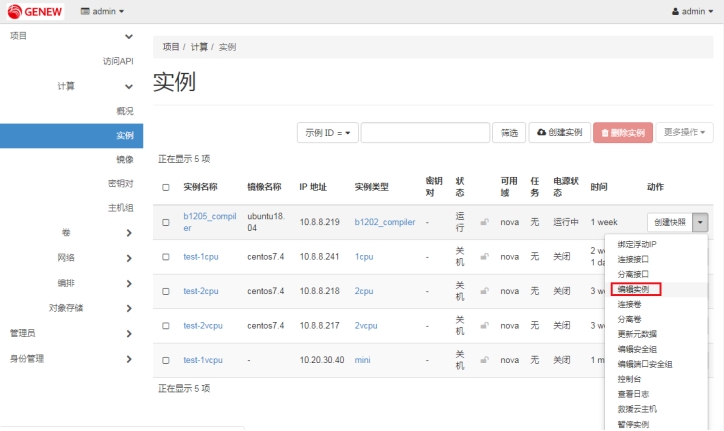 GENEW admin admin
项目
访问API
计算
概况
实例
镜像
密钥对
主机组
卷
网络
编排
对象存储
管理员
身份管理
项目 / 计算 / 实例
实例
示例 ID = 筛选 创建实例 删除实例 更多操作
正在显示 5 项
实例名称 镜像名称 IP 地址 实例类型 密钥对 状态 可用域 任务 电源状态 时间 动作
b1205_compiler ubuntu18.04 10.8.8.219 b1202_compiler - 运行 nova 无 运行中 1 week 创建快照
test-1cpu centos7.4 10.8.8.241 1cpu - 关机 nova 无 关闭
test-2cpu centos7.4 10.8.8.218 2cpu - 关机 nova 无 关闭
test-2vcpu centos7.4 10.8.8.217 2vcpu - 关机 nova 无 关闭
test-1vcpu - 10.20.30.40 mini - 关机 nova 无 关闭
正在显示 5 项
绑定浮动IP
连接接口
分离接口
编辑实例
连接卷
分离卷
更新元数据
编辑安全组
编辑端口安全组
控制台
查看日志
救援云主机
暂停实例